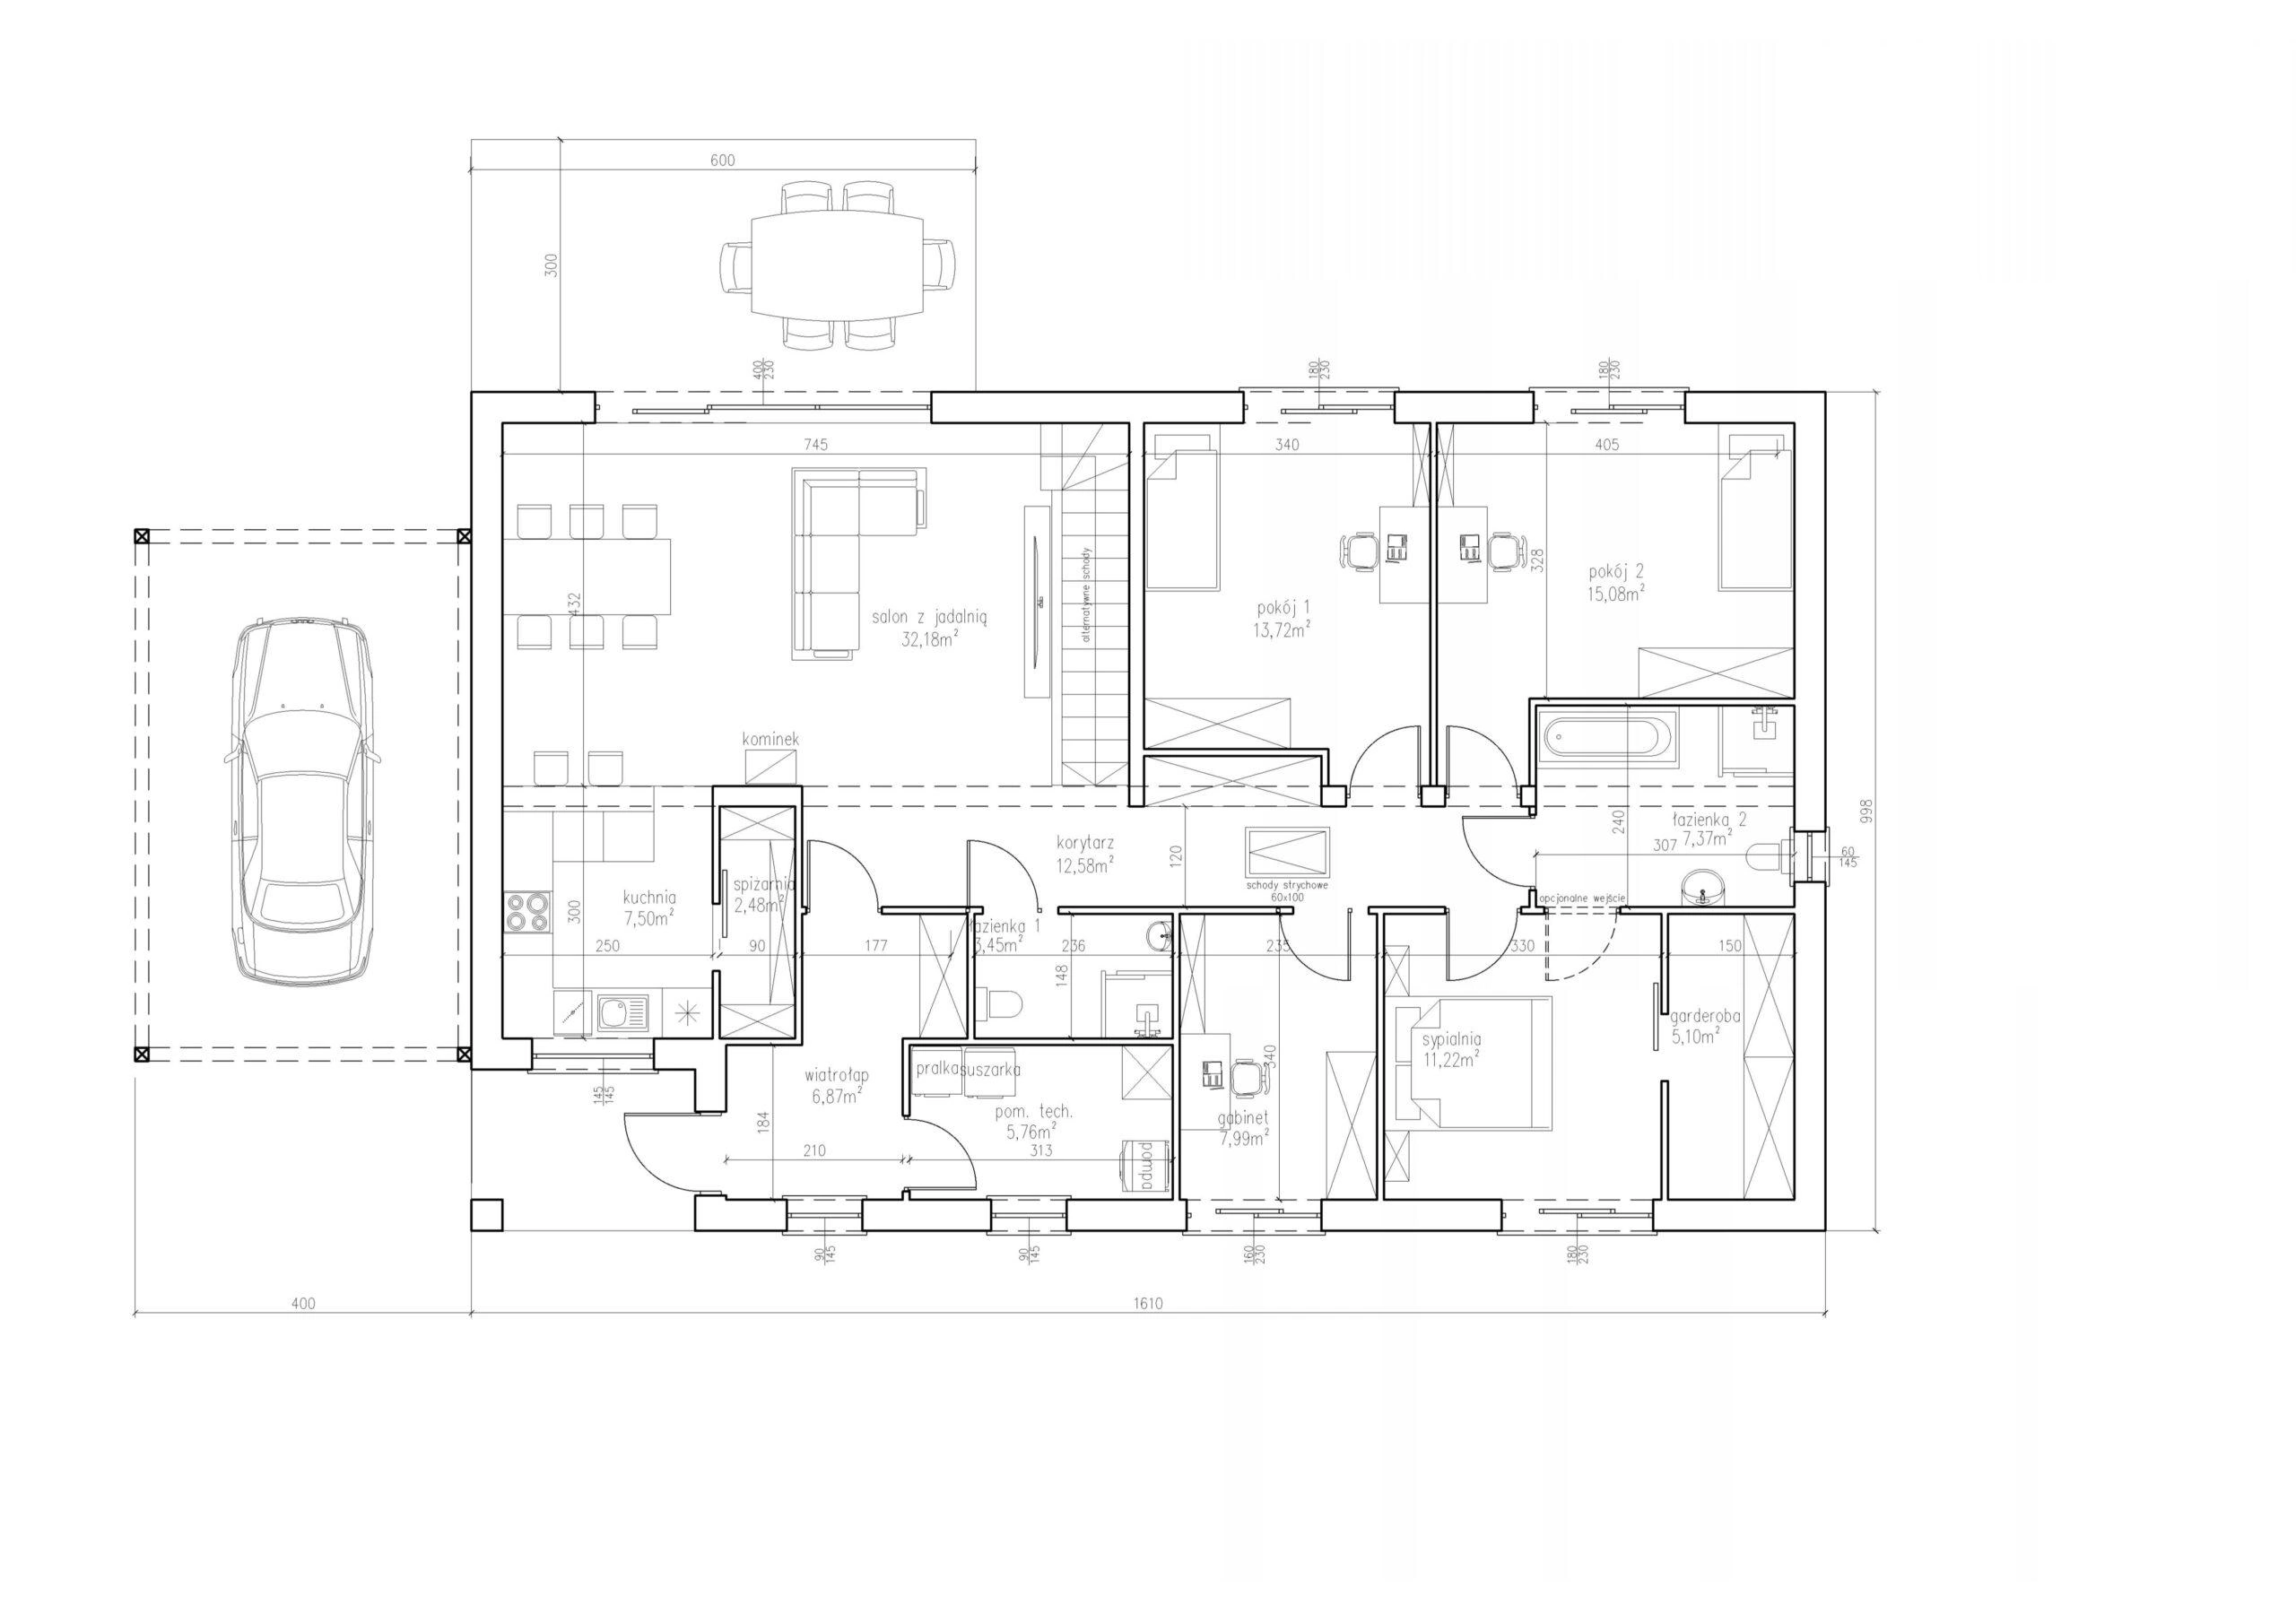 600
300
400
230
180
230
180
230
745
340
405
432
328
alternatywne schody
pokój 2
15,08m²
pokój 1
13,72m²
salon z jadalnią
32,18m²
kominek
998
korytarz
12,58m²
120
240
łazienka 2
7,37m²
307
60
145
schody strychowe
60x100
opcjonalne wejście
kuchnia
7,50m²
300
spiżarnia
2,48m²
łazienka 1
3,45m²
250
90
177
236
148
235
330
150
garderoba
5,10m²
sypialnia
11,22m²
340
gabinet
7,99m²
wiatrołap
6,87m²
pralka
suszarka
pom. tech.
5,76m²
313
pompa
145
145
184
210
90
145
90
145
160
230
180
230
400
1610